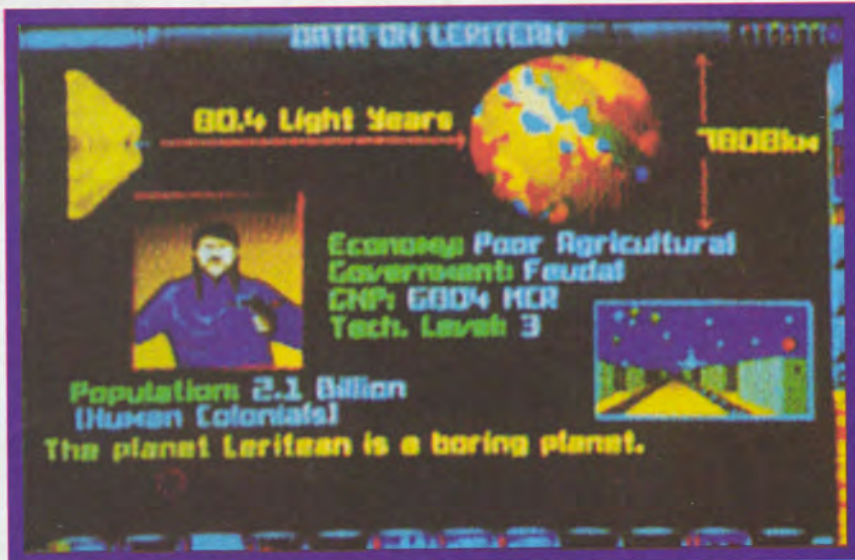 DATA ON LERITEAN
80.4 Light Years
7808km
Economy: Poor Agricultural
Government: Feudal
GNP: 6804 MCR
Tech. Level: 3
Population: 2.1 Billion
(Human Colonials)
The planet Leritean is a boring planet.